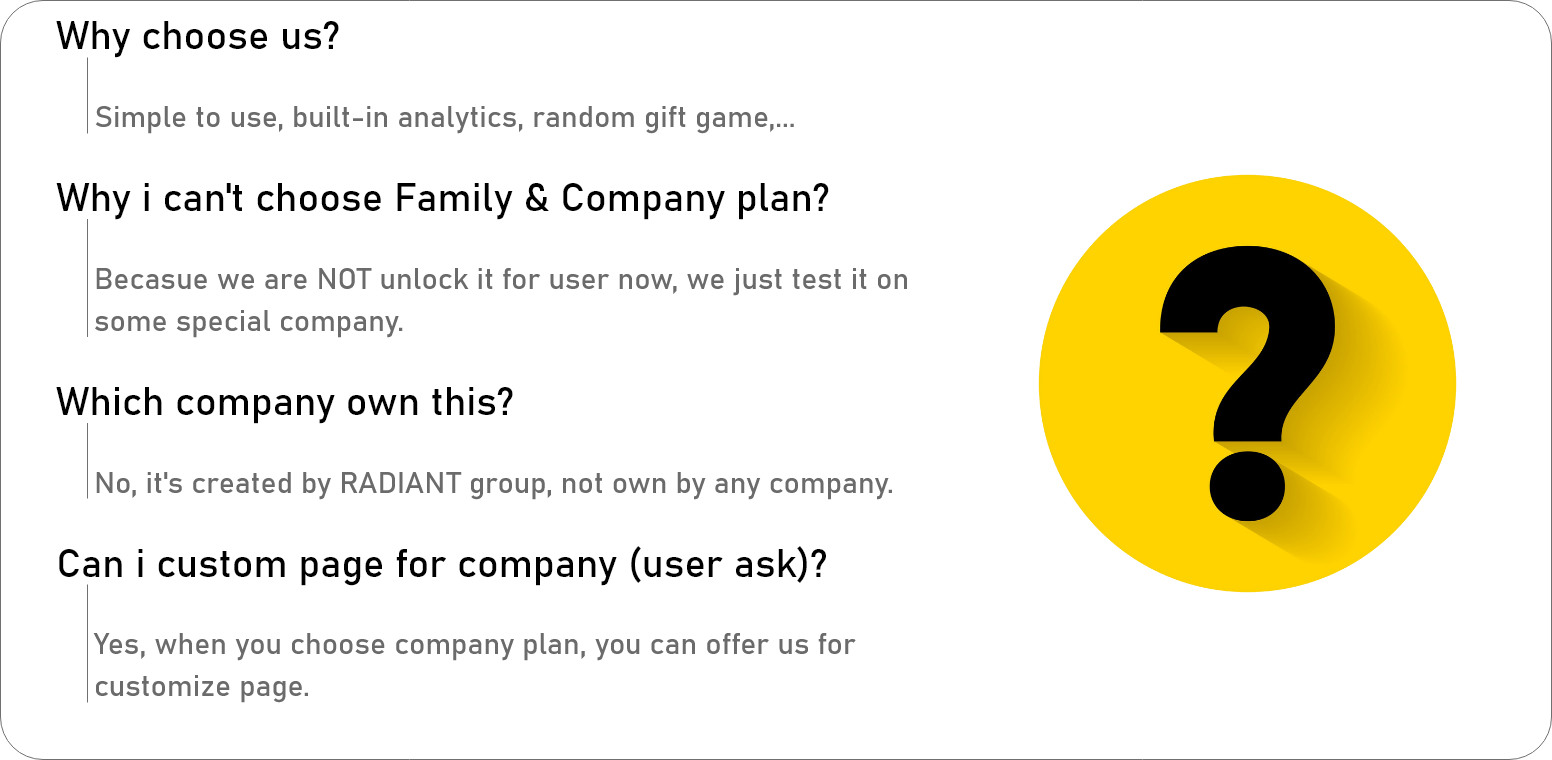 Why choose us?
Simple to use, built-in analytics, random gift game,...
Why i can't choose Family & Company plan?
Becasue we are NOT unlock it for user now, we just test it on
some special company.
Which company own this?
No, it's created by RADIANT group, not own by any company.
Can i custom page for company (user ask)?
Yes, when you choose company plan, you can offer us for
customize page.
?